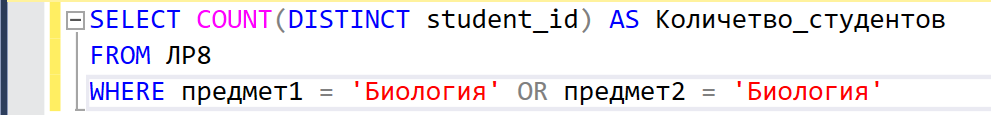 SELECT COUNT(DISTINCT student_id) AS Количетво_студентов
FROM ЛР8
WHERE предмет1 = 'Биология' OR предмет2 = 'Биология'